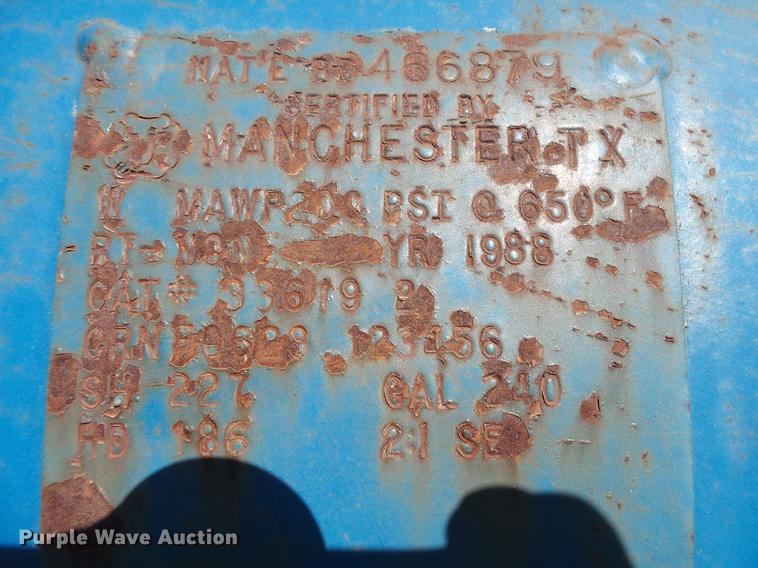 NAT'L BD 466879
CERTIFIED BY
MANCHESTER TX
W MAWP 200 PSI @ 650° F
RT- YR 1988
CAT# 33619
CRN 123456
SH 227 GAL 240
HD 186 2:1 SE
Purple Wave Auction